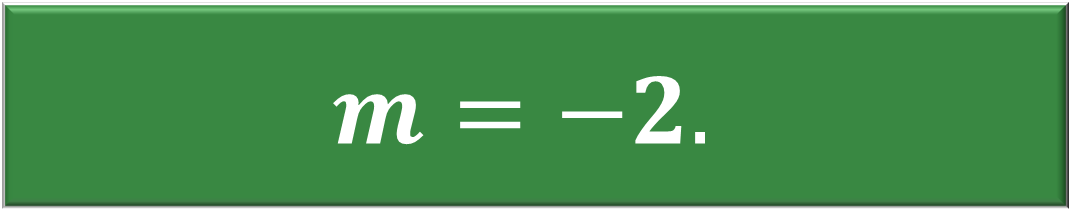 m = −2.